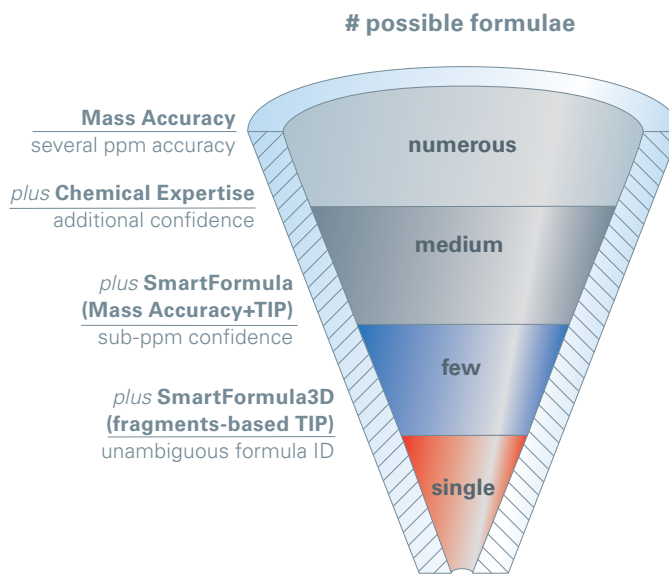 # possible formulae
Mass Accuracy
several ppm accuracy
numerous
plus Chemical Expertise
additional confidence
medium
plus SmartFormula
(Mass Accuracy+TIP)
sub-ppm confidence
few
plus SmartFormula3D
(fragments-based TIP)
unambiguous formula ID
single